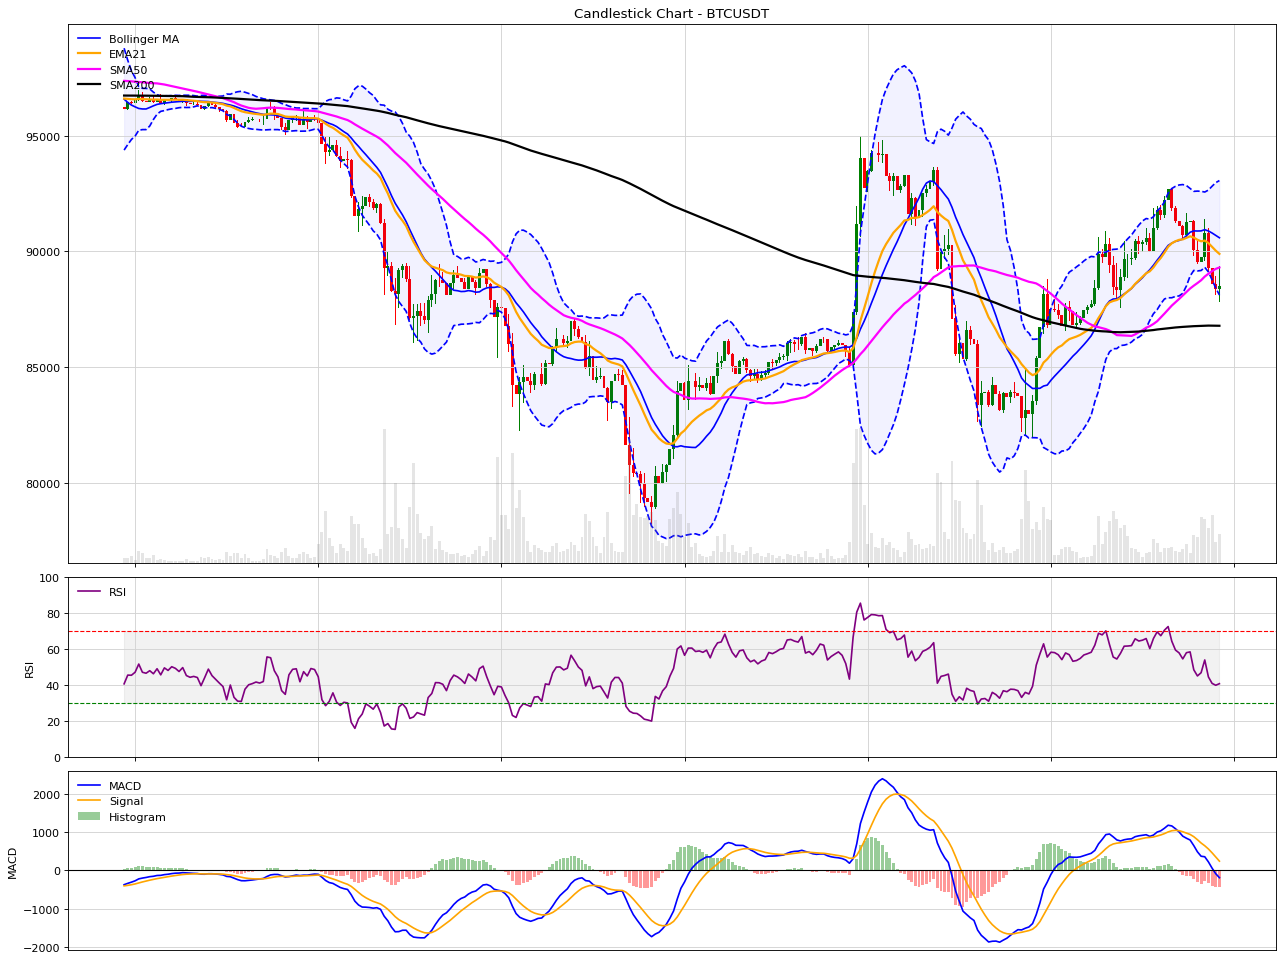 Candlestick Chart - BTCUSDT
Bollinger MA
EMA21
SMA50
SMA200
95000
90000
85000
80000
100
80
60
40
20
0
RSI
RSI
2000
1000
0
−1000
−2000
MACD
MACD
Signal
Histogram